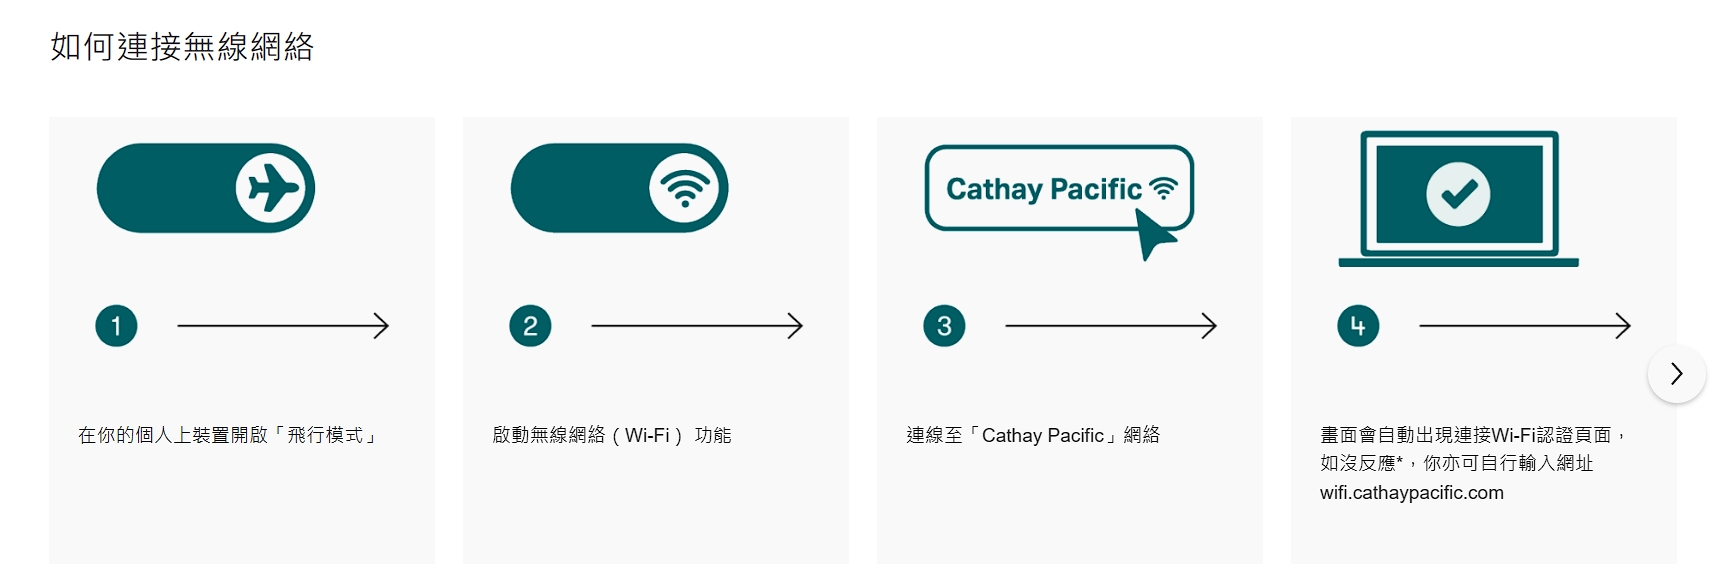 如何連接無線網絡
Cathay Pacific
1
2
3
4
在你的個人上裝置開啟「飛行模式」
啟動無線網絡（Wi-Fi） 功能
連線至「Cathay Pacific」網絡
畫面會自動出現連接Wi-Fi認證頁面，
如沒反應*，你亦可自行輸入網址
wifi.cathaypacific.com